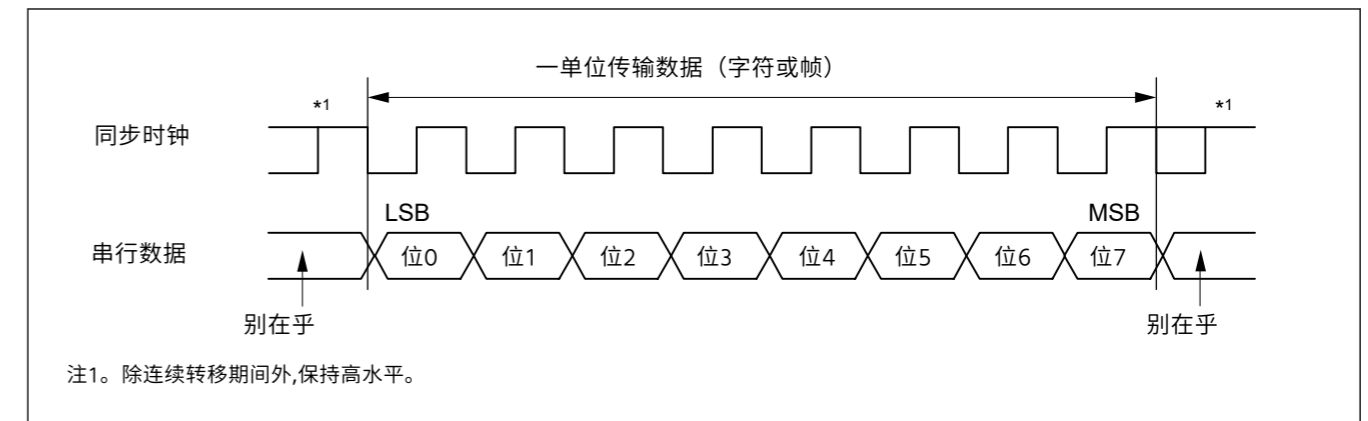 一单位传输数据（字符或帧）
*1 *1
同步时钟
LSB MSB
串行数据 位0 位1 位2 位3 位4 位5 位6 位7
别在乎 别在乎
注1。除连续转移期间外,保持高水平。